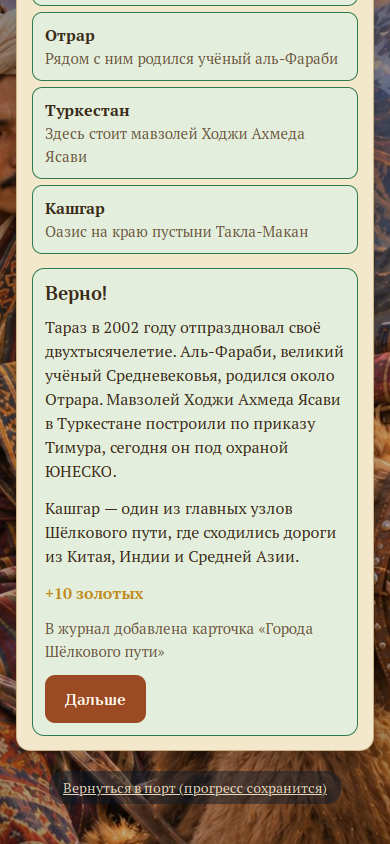 Отрар
Рядом с ним родился учёный аль-Фараби
Туркестан
Здесь стоит мавзолей Ходжи Ахмеда
Ясави
Кашгар
Оазис на краю пустыни Такла-Макан
Верно!
Тараз в 2002 году отпраздновал своё
двухтысячелетие. Аль-Фараби, великий
учёный Средневековья, родился около
Отрара. Мавзолей Ходжи Ахмеда Ясави
в Туркестане построили по приказу
Тимура, сегодня он под охраной
ЮНЕСКО.
Кашгар — один из главных узлов
Шёлкового пути, где сходились дороги
из Китая, Индии и Средней Азии.
+10 золотых
В журнал добавлена карточка «Города
Шёлкового пути»
Дальше
Вернуться в порт (прогресс сохранится)